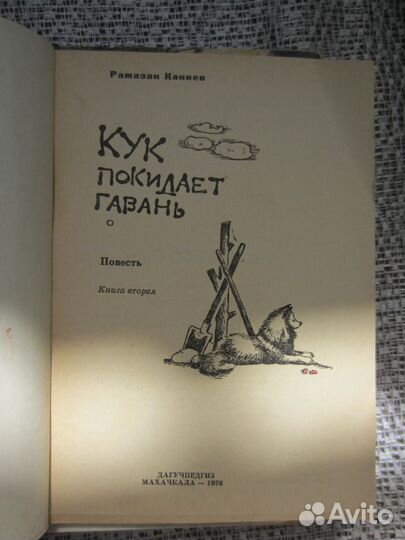 Рамазан Каниев
КУК
ПОКИДАЕТ
ГАВАНЬ
Повесть
Книга вторая
ДАГУЧПЕДГИЗ
МАХАЧКАЛА — 1976
Avito